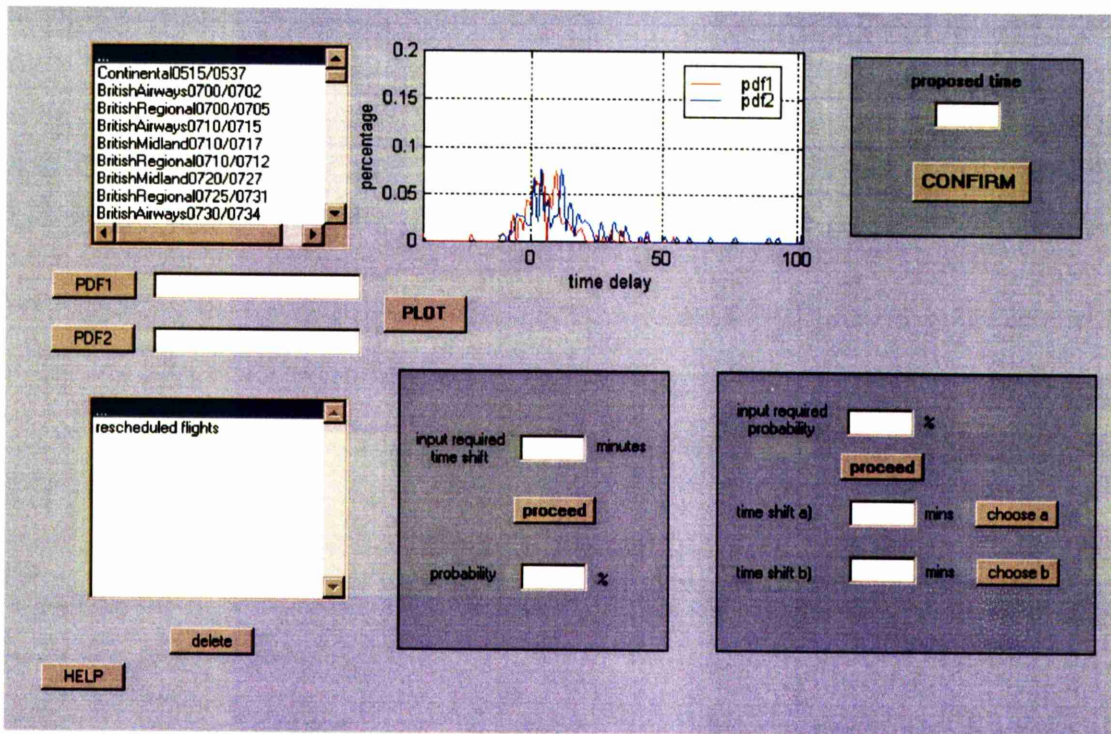 ...
Continental0515/0537
BritishAirways0700/0702
BritishRegional0700/0705
BritishAirways0710/0715
BritishMidland0710/0717
BritishRegional0710/0712
BritishMidland0720/0727
BritishRegional0725/0731
BritishAirways0730/0734
0.2
0.15
0.1
0.05
0
percentage
pdf1
pdf2
0
50
100
time delay
proposed time
CONFIRM
PDF1
PDF2
PLOT
...
rescheduled flights
delete
HELP
input required
time shift
minutes
proceed
probability
%
input required
probability
%
proceed
time shift a)
mins
choose a
time shift b)
mins
choose b